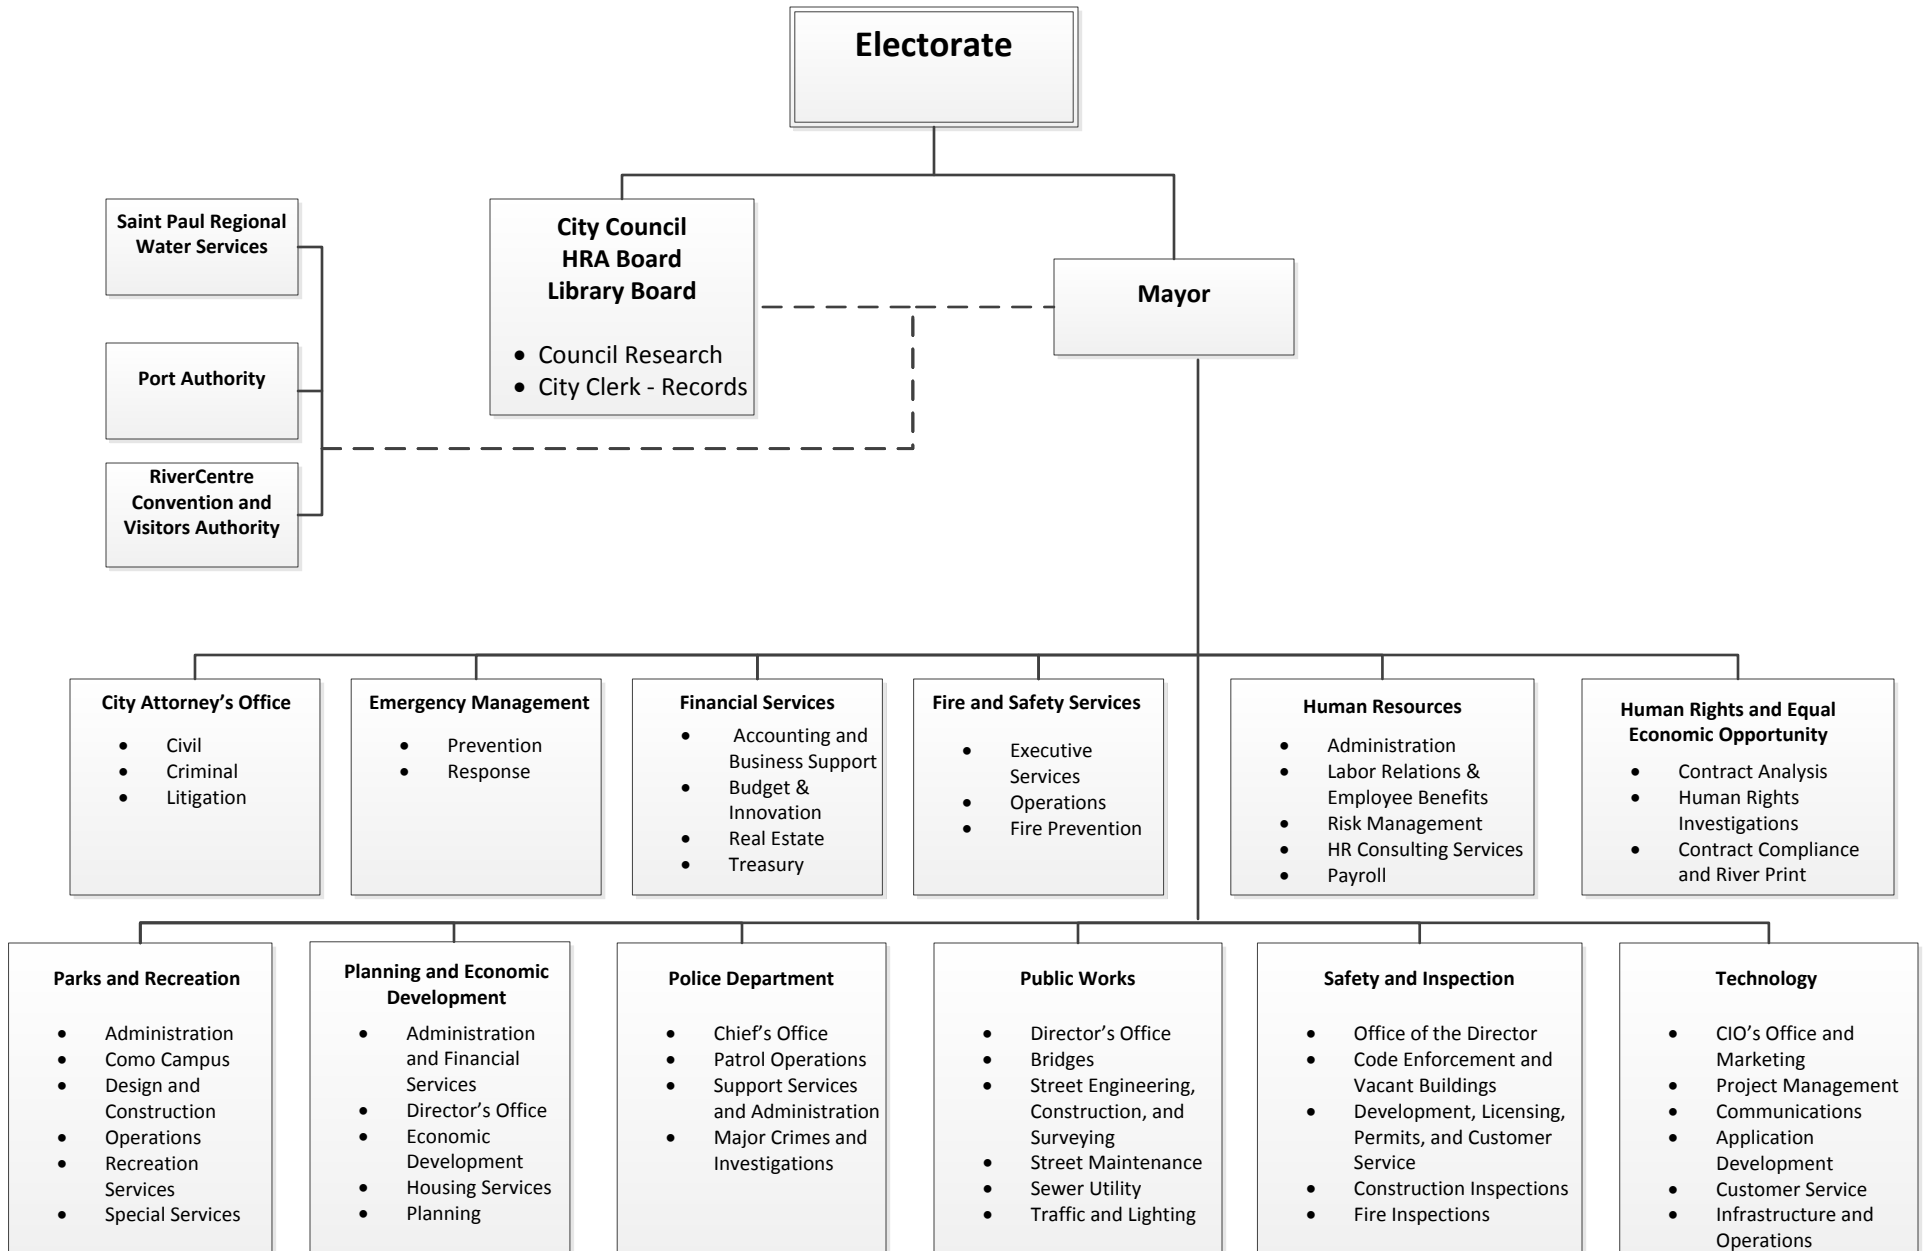 Electorate
Saint Paul Regional
Water Services
Port Authority
RiverCentre
Convention and
Visitors Authority
City Council
HRA Board
Library Board
• Council Research
• City Clerk - Records
Mayor
City Attorney’s Office
• Civil
• Criminal
• Litigation
Emergency Management
• Prevention
• Response
Financial Services
• Accounting and
Business Support
• Budget &
Innovation
• Real Estate
• Treasury
Fire and Safety Services
• Executive
Services
• Operations
• Fire Prevention
Human Resources
• Administration
• Labor Relations &
Employee Benefits
• Risk Management
• HR Consulting Services
• Payroll
Human Rights and Equal
Economic Opportunity
• Contract Analysis
• Human Rights
Investigations
• Contract Compliance
and River Print
Parks and Recreation
• Administration
• Como Campus
• Design and
Construction
• Operations
• Recreation
Services
• Special Services
Planning and Economic
Development
• Administration
and Financial
Services
• Director’s Office
• Economic
Development
• Housing Services
• Planning
Police Department
• Chief’s Office
• Patrol Operations
• Support Services
and Administration
• Major Crimes and
Investigations
Public Works
• Director’s Office
• Bridges
• Street Engineering,
Construction, and
Surveying
• Street Maintenance
• Sewer Utility
• Traffic and Lighting
Safety and Inspection
• Office of the Director
• Code Enforcement and
Vacant Buildings
• Development, Licensing,
Permits, and Customer
Service
• Construction Inspections
• Fire Inspections
Technology
• CIO’s Office and
Marketing
• Project Management
• Communications
• Application
Development
• Customer Service
• Infrastructure and
Operations